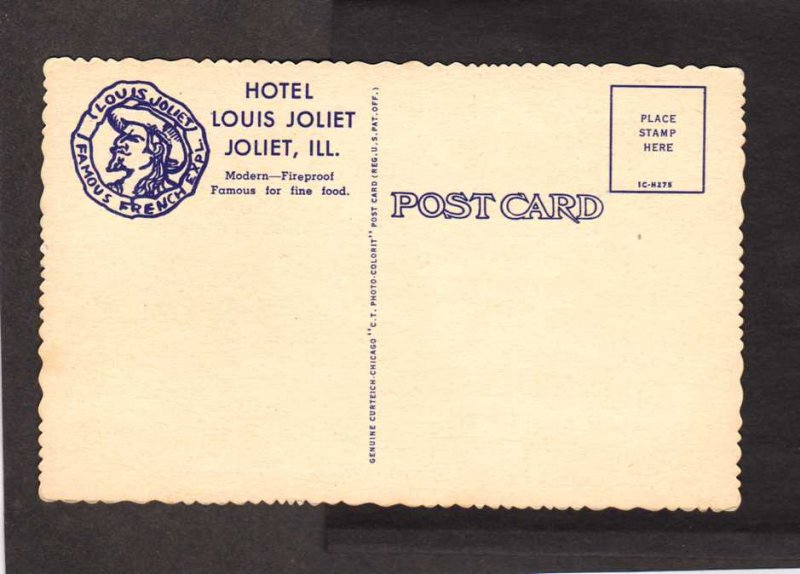 LOUIS JOLIET
FAMOUS FRENCH EXPL.
HOTEL
LOUIS JOLIET
JOLIET, ILL.
Modern—Fireproof
Famous for fine food.
GENUINE CURTEICH-CHICAGO "C.T. PHOTO-COLORIT" POST CARD (REG. U.S. PAT. OFF.)
POST CARD
PLACE
STAMP
HERE
1C-H275